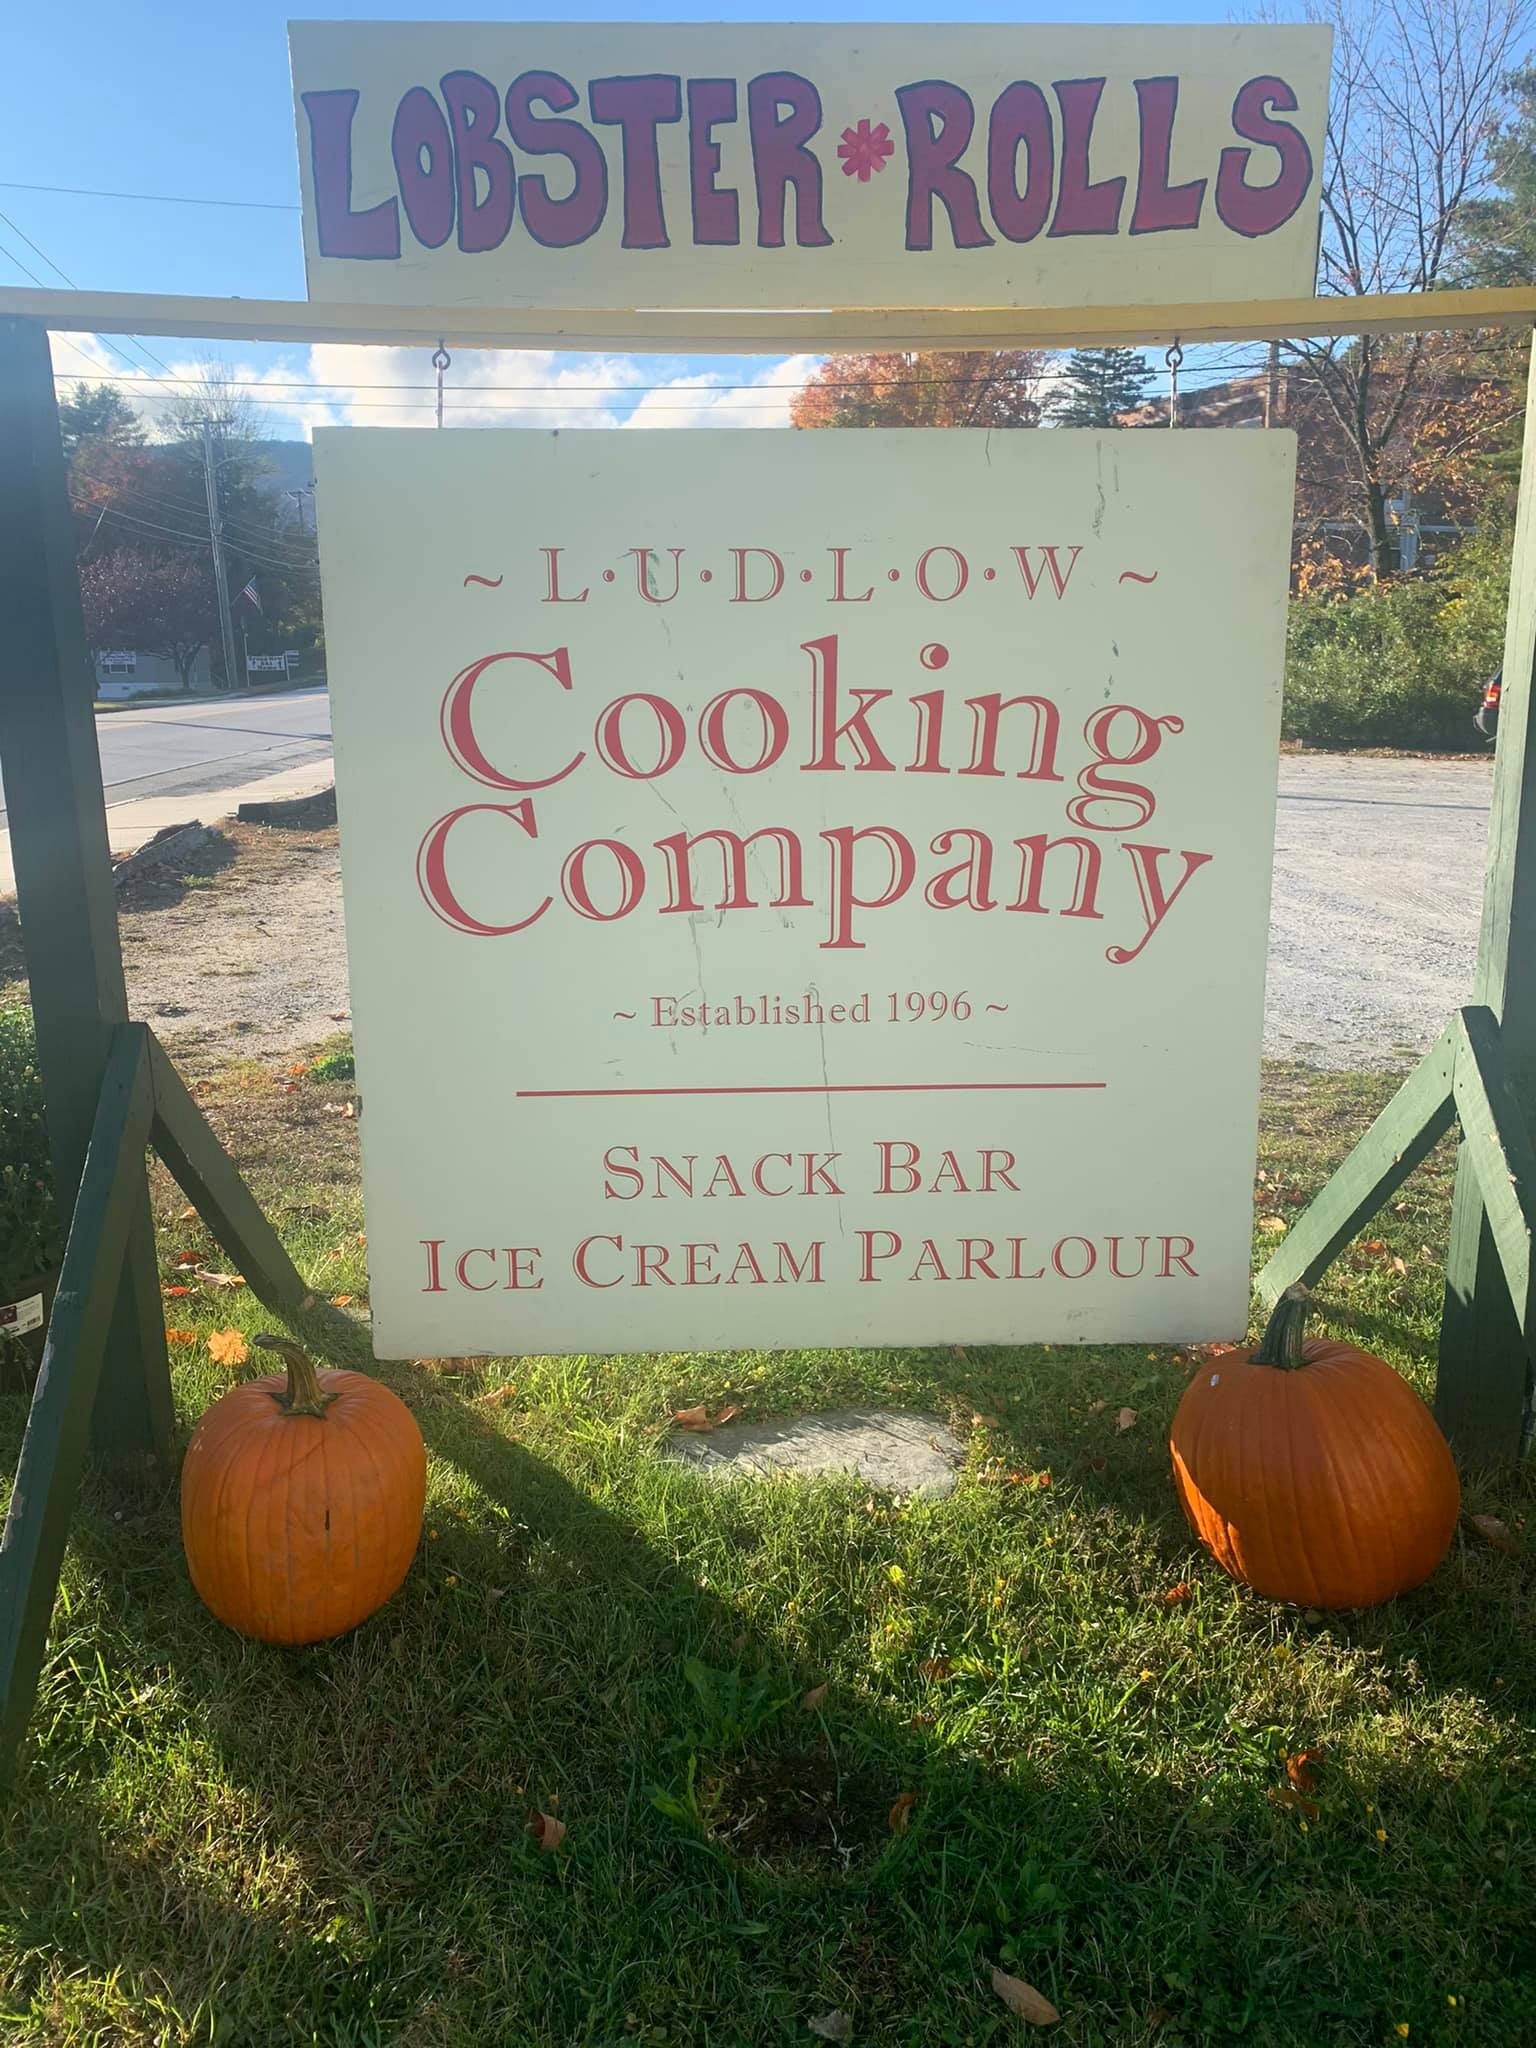 LOBSTER * ROLLS
~ L·U·D·L·O·W ~
Cooking
Company
~ Established 1996 ~
SNACK BAR
ICE CREAM PARLOUR